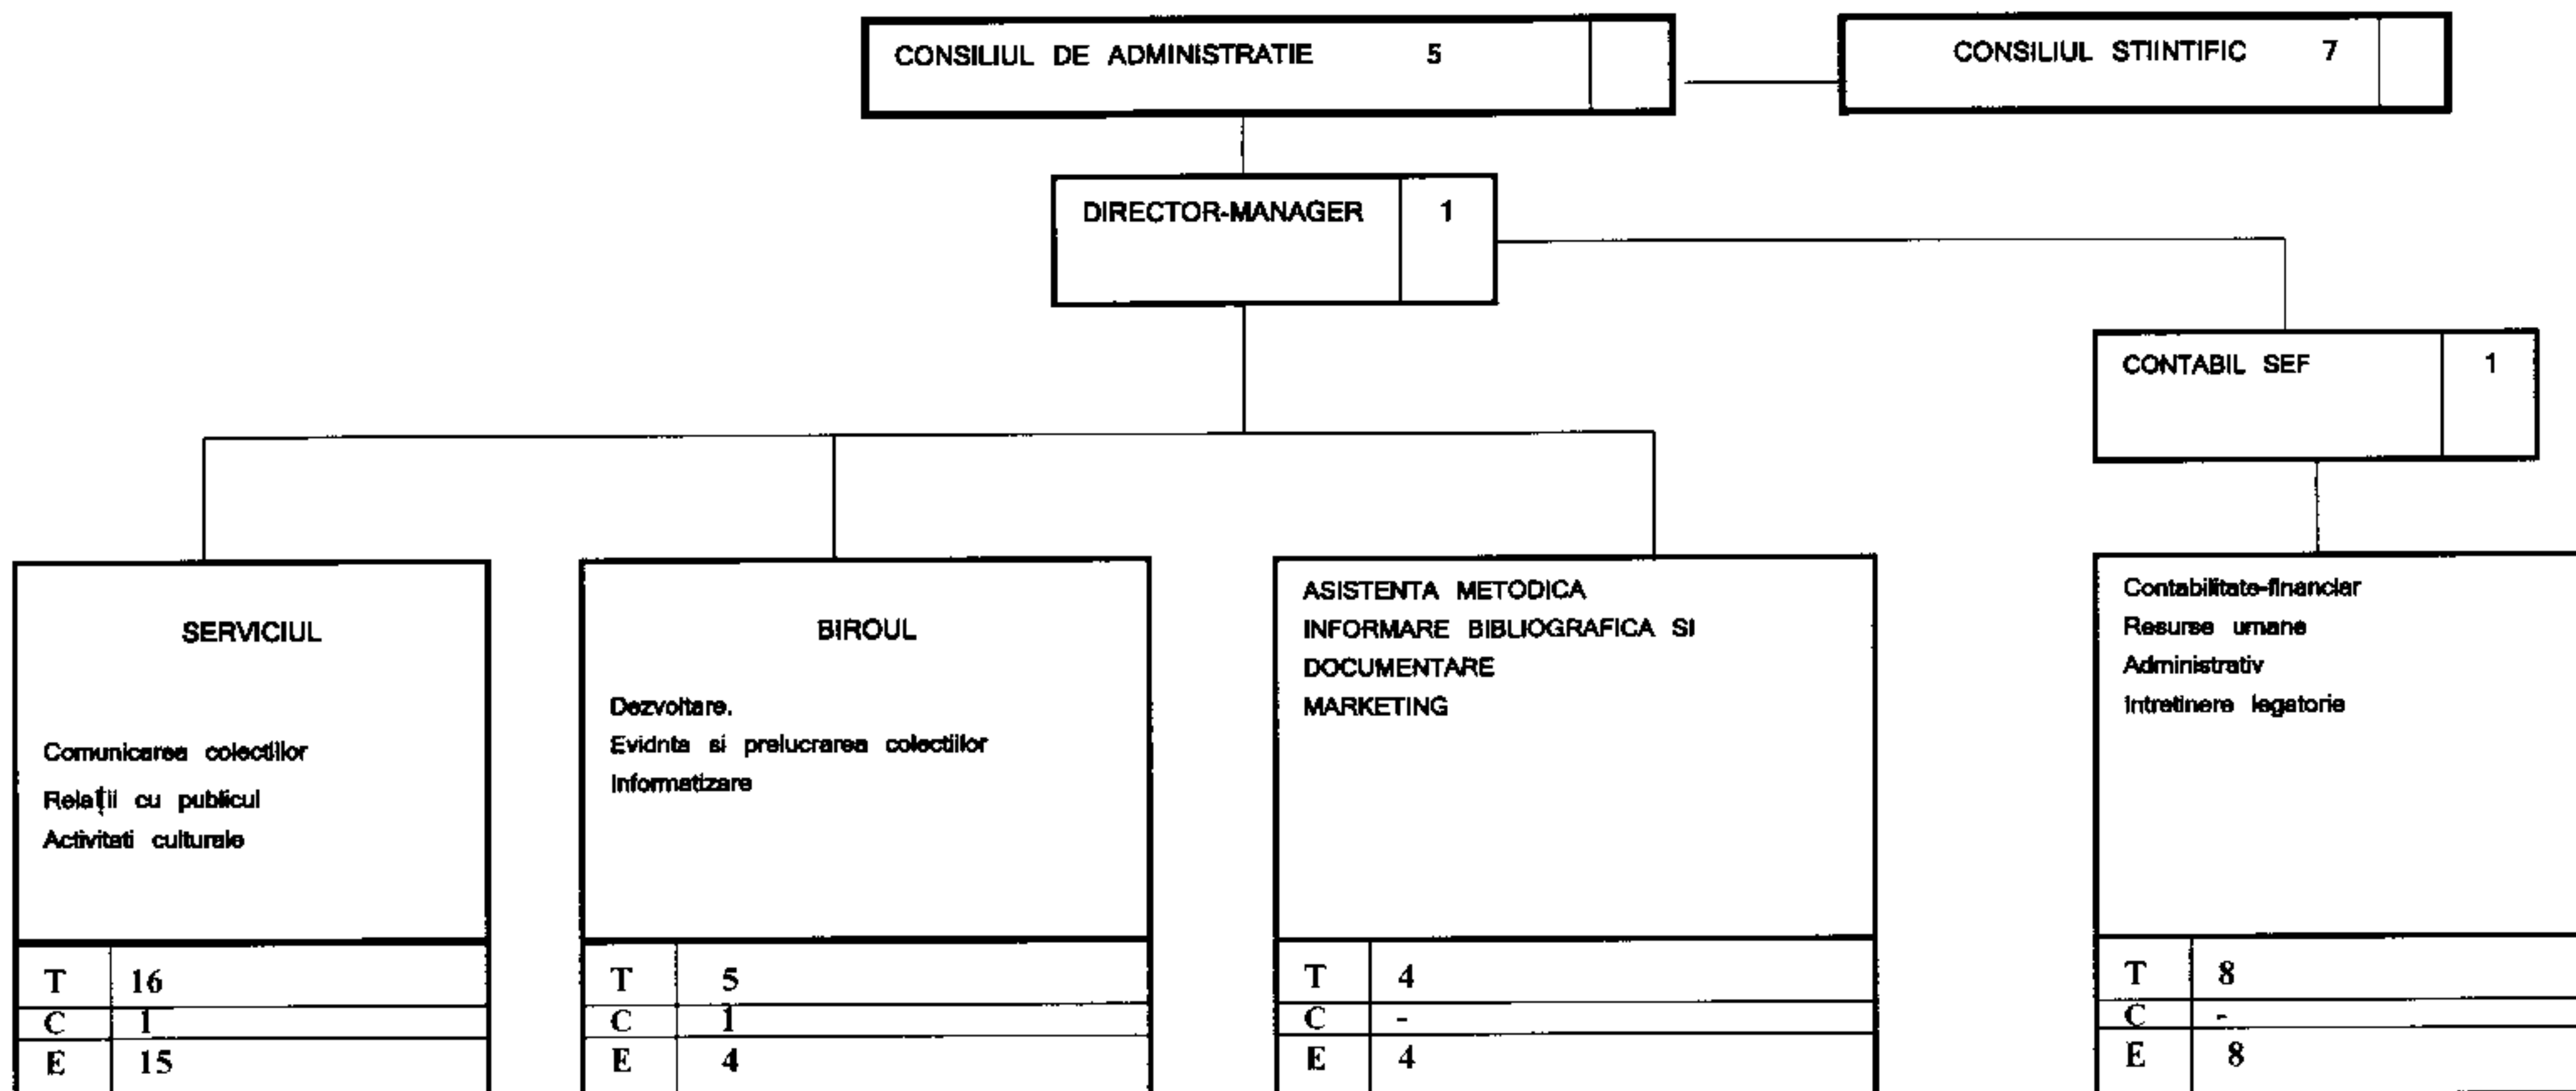 CONSILIUL DE ADMINISTRATIE 5
CONSILIUL STIINTIFIC 7
DIRECTOR-MANAGER 1
CONTABIL SEF 1
SERVICIUL
Comunicarea colectiilor
Relaţii cu publicul
Activitati culturale
T 16
C 1
E 15
BIROUL
Dezvoltare.
Evidnta si prelucrarea colectiilor
Informatizare
T 5
C 1
E 4
ASISTENTA METODICA
INFORMARE BIBLIOGRAFICA SI
DOCUMENTARE
MARKETING
T 4
C -
E 4
Contabilitate-financiar
Resurse umane
Administrativ
Intretinere legatorie
T 8
C -
E 8